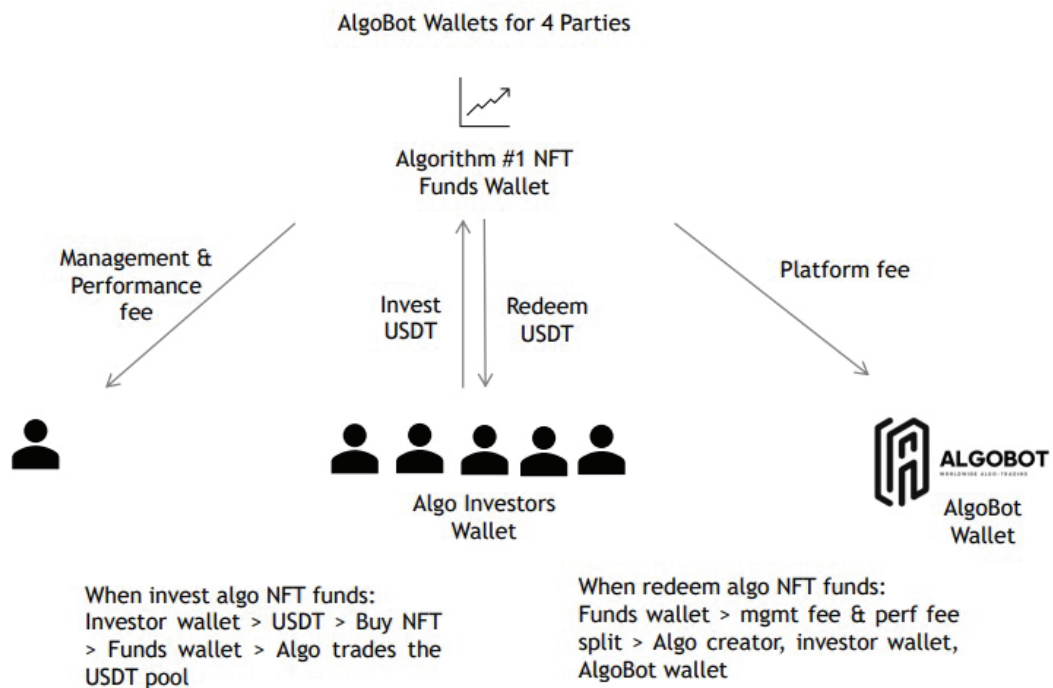 AlgoBot Wallets for 4 Parties
Algorithm #1 NFT
Funds Wallet
Management &
Performance
fee
Invest
USDT
Redeem
USDT
Platform fee
ALGOBOT
WORLDWIDE ALGO-TRADING
Algo Investors
Wallet
AlgoBot
Wallet
When invest algo NFT funds:
Investor wallet > USDT > Buy NFT
> Funds wallet > Algo trades the
USDT pool
When redeem algo NFT funds:
Funds wallet > mgmt fee & perf fee
split > Algo creator, investor wallet,
AlgoBot wallet